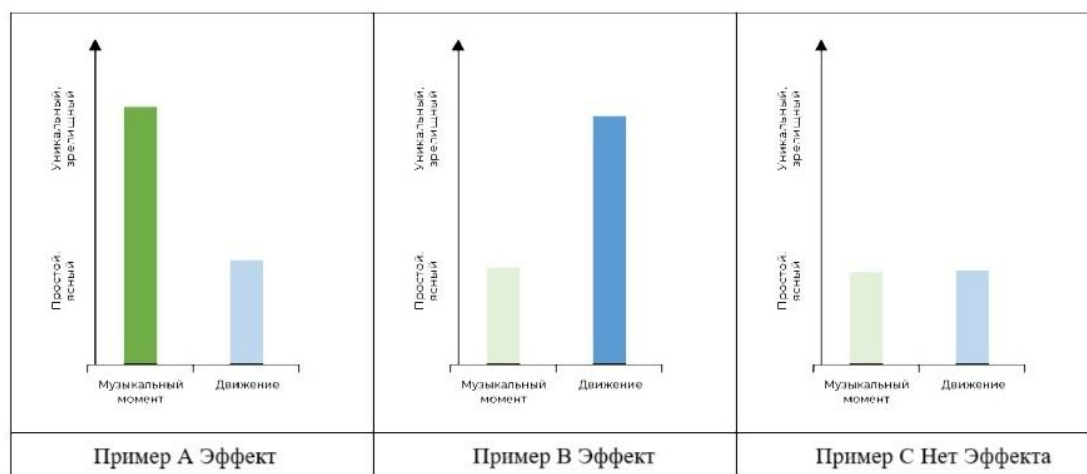 Уникальный,
зрелищный
Простой,
ясный
Музыкальный
момент
Движение
Пример А Эффект
Уникальный,
зрелищный
Простой,
ясный
Музыкальный
момент
Движение
Пример В Эффект
Уникальный,
зрелищный
Простой,
ясный
Музыкальный
момент
Движение
Пример С Нет Эффекта